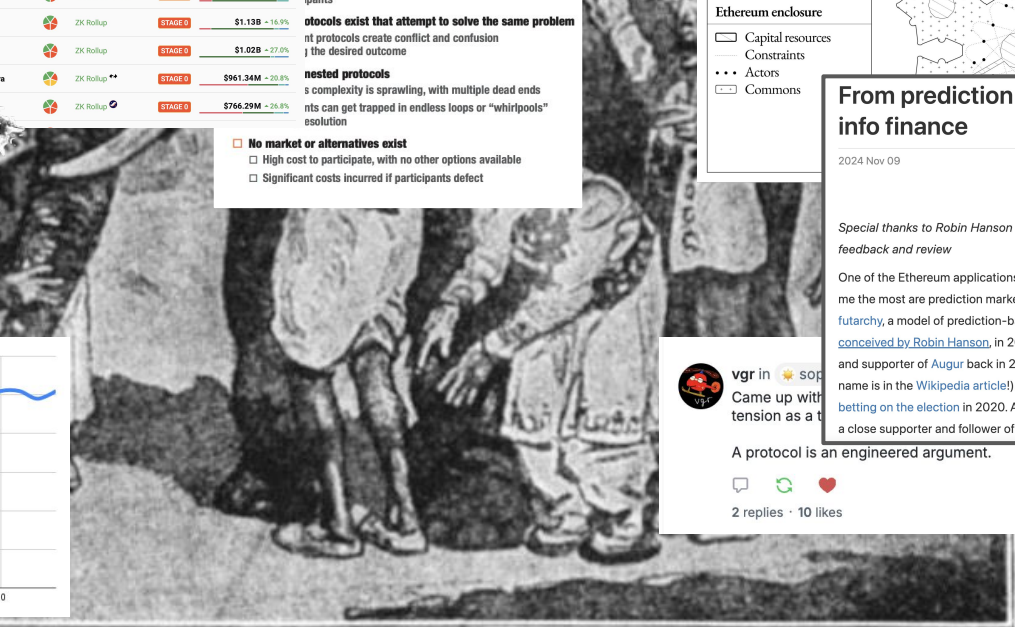 ipants
ZK Rollup STAGE 0 $1.13B 16.9%
ZK Rollup STAGE 0 $1.02B 27.0%
a ZK Rollup STAGE 0 $961.34M 20.8%
ZK Rollup STAGE 0 $766.29M 26.8%
otocols exist that attempt to solve the same problem
nt protocols create conflict and confusion
g the desired outcome
nested protocols
s complexity is sprawling, with multiple dead ends
nts can get trapped in endless loops or “whirlpools”
esolution
No market or alternatives exist
High cost to participate, with no other options available
Significant costs incurred if participants defect
Ethereum enclosure
Capital resources
Constraints
Actors
Commons
From prediction
info finance
2024 Nov 09
Special thanks to Robin Hanson
feedback and review
One of the Ethereum applications
me the most are prediction marke
futarchy, a model of prediction-b
conceived by Robin Hanson, in 2
and supporter of Augur back in 2
name is in the Wikipedia article!)
betting on the election in 2020. A
a close supporter and follower of
vgr in sop
Came up with
tension as a t
A protocol is an engineered argument.
2 replies · 10 likes
vgr
0